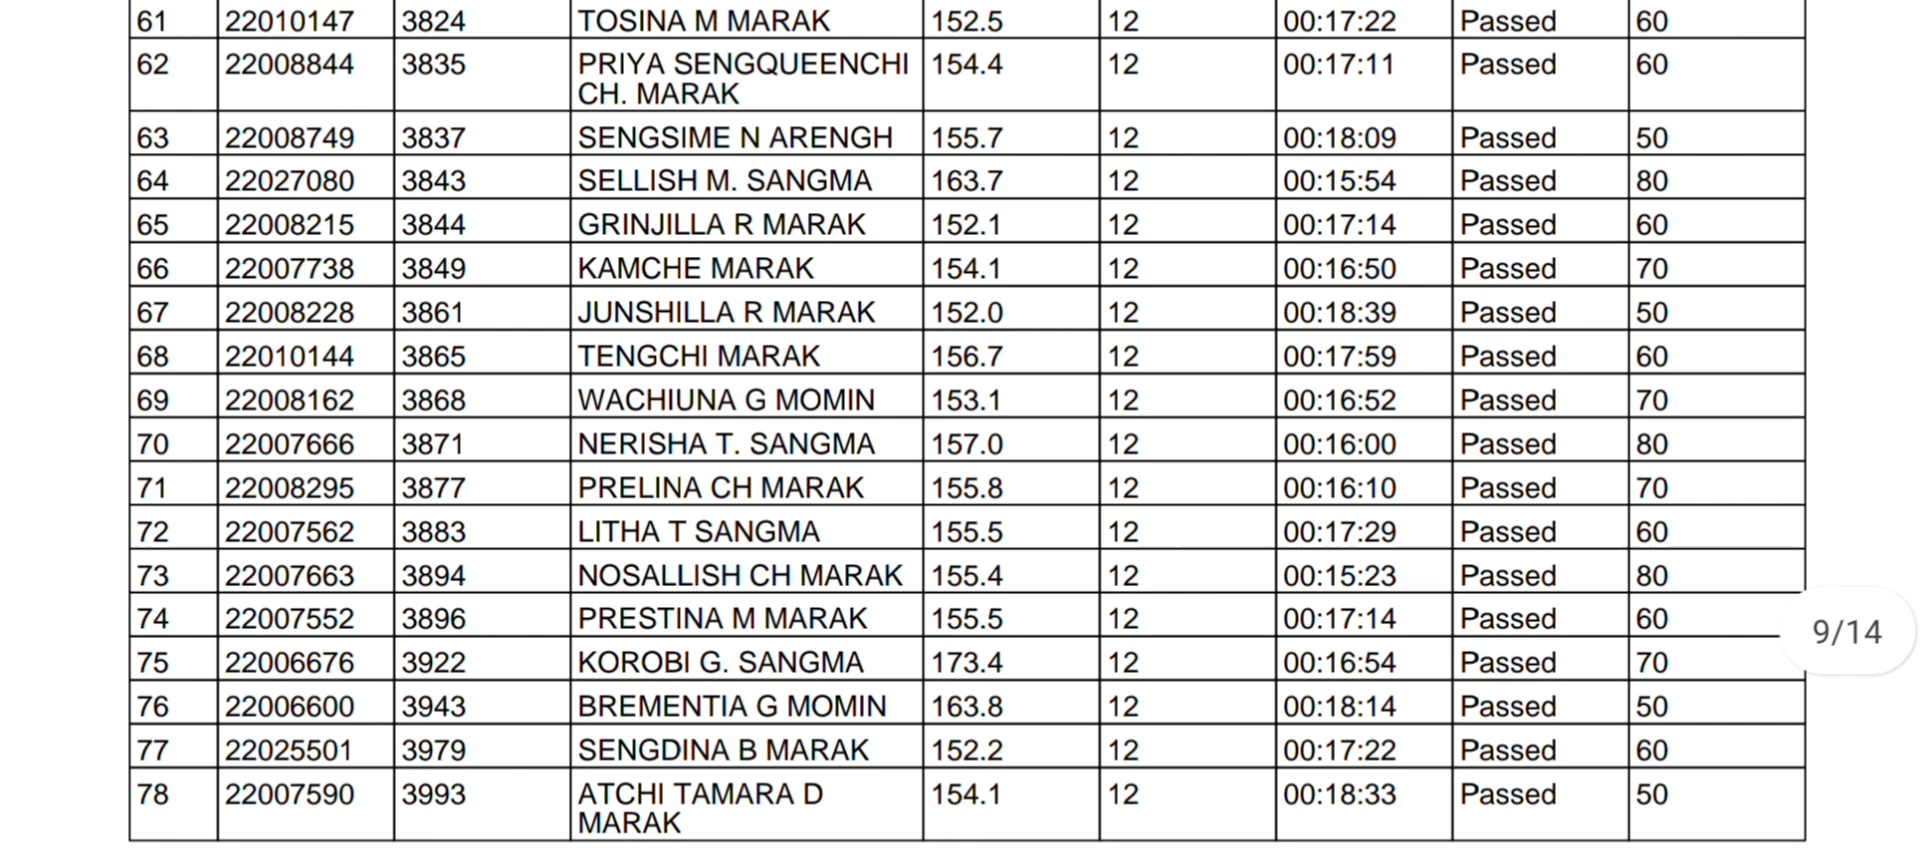 61 22010147 3824 TOSINA M MARAK 152.5 12 00:17:22 Passed 60
62 22008844 3835 PRIYA SENGQUEENCHI 154.4 12 00:17:11 Passed 60
CH. MARAK
63 22008749 3837 SENGSIME N ARENGH 155.7 12 00:18:09 Passed 50
64 22027080 3843 SELLISH M. SANGMA 163.7 12 00:15:54 Passed 80
65 22008215 3844 GRINJILLA R MARAK 152.1 12 00:17:14 Passed 60
66 22007738 3849 KAMCHE MARAK 154.1 12 00:16:50 Passed 70
67 22008228 3861 JUNSHILLA R MARAK 152.0 12 00:18:39 Passed 50
68 22010144 3865 TENGCHI MARAK 156.7 12 00:17:59 Passed 60
69 22008162 3868 WACHIUNA G MOMIN 153.1 12 00:16:52 Passed 70
70 22007666 3871 NERISHA T. SANGMA 157.0 12 00:16:00 Passed 80
71 22008295 3877 PRELINA CH MARAK 155.8 12 00:16:10 Passed 70
72 22007562 3883 LITHA T SANGMA 155.5 12 00:17:29 Passed 60
73 22007663 3894 NOSALLISH CH MARAK 155.4 12 00:15:23 Passed 80
74 22007552 3896 PRESTINA M MARAK 155.5 12 00:17:14 Passed 60
9/14
75 22006676 3922 KOROBI G. SANGMA 173.4 12 00:16:54 Passed 70
76 22006600 3943 BREMENTIA G MOMIN 163.8 12 00:18:14 Passed 50
77 22025501 3979 SENGDINA B MARAK 152.2 12 00:17:22 Passed 60
78 22007590 3993 ATCHI TAMARA D 154.1 12 00:18:33 Passed 50
MARAK